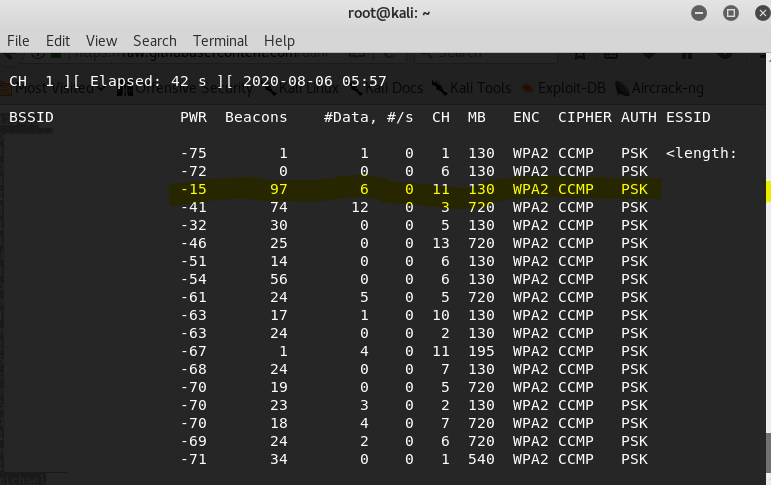 root@kali: ~
File Edit View Search Terminal Help
CH 1 ][ Elapsed: 42 s ][ 2020-08-06 05:57
Most Visited Offensive Security Kali Linux Kali Docs Kali Tools Exploit-DB Aircrack-ng
BSSID PWR Beacons #Data, #/s CH MB ENC CIPHER AUTH ESSID
-75 1 1 0 1 130 WPA2 CCMP PSK <length:
-72 0 0 0 6 130 WPA2 CCMP PSK
-15 97 6 0 11 130 WPA2 CCMP PSK
-41 74 12 0 3 720 WPA2 CCMP PSK
-32 30 0 0 5 130 WPA2 CCMP PSK
-46 25 0 0 13 720 WPA2 CCMP PSK
-51 14 0 0 6 130 WPA2 CCMP PSK
-54 56 0 0 6 130 WPA2 CCMP PSK
-61 24 5 0 5 720 WPA2 CCMP PSK
-63 17 1 0 10 130 WPA2 CCMP PSK
-63 24 0 0 2 130 WPA2 CCMP PSK
-67 1 4 0 11 195 WPA2 CCMP PSK
-68 24 0 0 7 130 WPA2 CCMP PSK
-70 19 0 0 5 720 WPA2 CCMP PSK
-70 23 3 0 2 130 WPA2 CCMP PSK
-70 18 4 0 7 720 WPA2 CCMP PSK
-69 24 2 0 6 720 WPA2 CCMP PSK
-71 34 0 0 1 540 WPA2 CCMP PSK